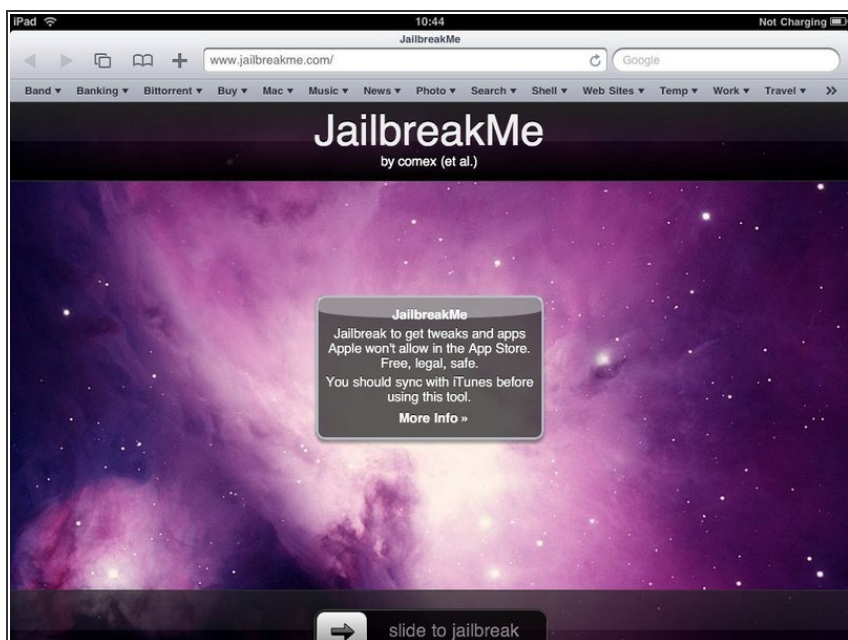 iPad 10:44 Not Charging
JailbreakMe
www.jailbreakme.com/ Google
Band ▾ Banking ▾ Bittorrent ▾ Buy ▾ Mac ▾ Music ▾ News ▾ Photo ▾ Search ▾ Shell ▾ Web Sites ▾ Temp ▾ Work ▾ Travel ▾ »
JailbreakMe
by comex (et al.)
JailbreakMe
Jailbreak to get tweaks and apps
Apple won't allow in the App Store.
Free, legal, safe.
You should sync with iTunes before
using this tool.
More Info »
slide to jailbreak